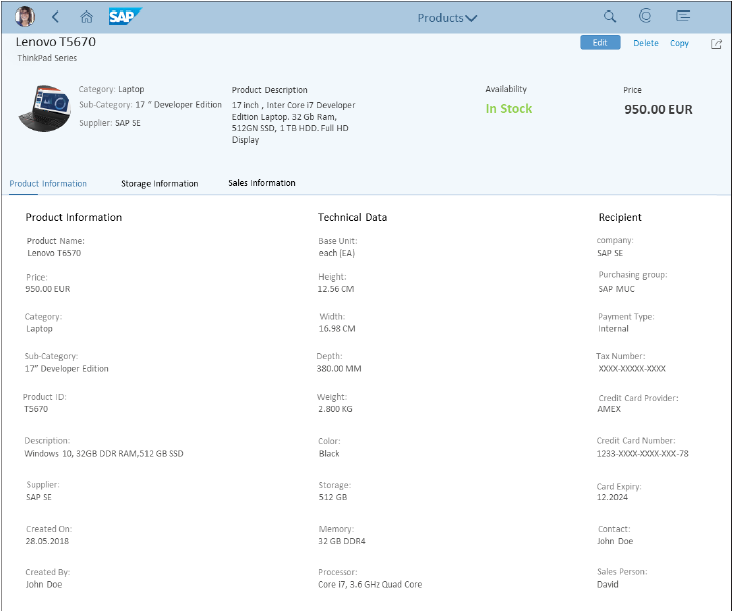 SAP
Products
Lenovo T5670
ThinkPad Series
Edit
Delete
Copy
Category: Laptop
Sub-Category: 17 " Developer Edition
Supplier: SAP SE
Product Description
17 inch , Inter Core i7 Developer
Edition Laptop. 32 Gb Ram,
512GN SSD, 1 TB HDD. Full HD
Display
Availability
In Stock
Price
950.00 EUR
Product Information
Storage Information
Sales Information
Product Information
Product Name:
Lenovo T6570
Price:
950.00 EUR
Category:
Laptop
Sub-Category:
17" Developer Edition
Product ID:
T5670
Description:
Windows 10, 32GB DDR RAM,512 GB SSD
Supplier:
SAP SE
Created On:
28.05.2018
Created By:
John Doe
Technical Data
Base Unit:
each (EA)
Height:
12.56 CM
Width:
16.98 CM
Depth:
380.00 MM
Weight:
2.800 KG
Color:
Black
Storage:
512 GB
Memory:
32 GB DDR4
Processor:
Core i7, 3.6 GHz Quad Core
Recipient
company:
SAP SE
Purchasing group:
SAP MUC
Payment Type:
Internal
Tax Number:
XXXX-XXXXX-XXXX
Credit Card Provider:
AMEX
Credit Card Number:
1233-XXXX-XXXX-XXX-78
Card Expiry:
12.2024
Contact:
John Doe
Sales Person:
David